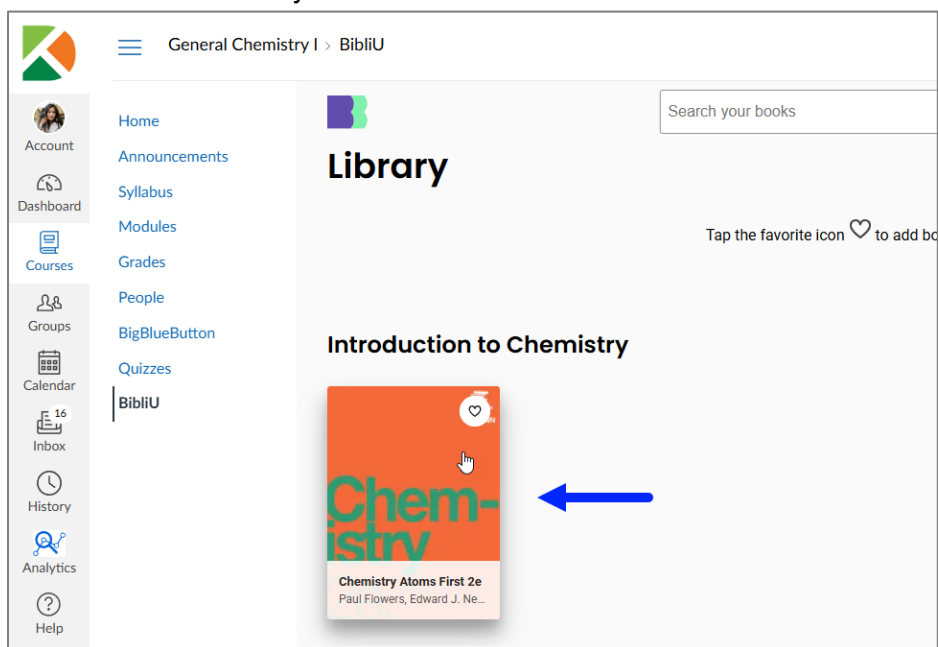 General Chemistry I > BibliU
Account
Dashboard
Courses
Groups
Calendar
16
Inbox
History
Analytics
Help
Home
Announcements
Syllabus
Modules
Grades
People
BigBlueButton
Quizzes
BibliU
Search your books
Library
Tap the favorite icon ♡ to add
Introduction to Chemistry
Chem-
istry
Chemistry Atoms First 2e
Paul Flowers, Edward J. Ne...